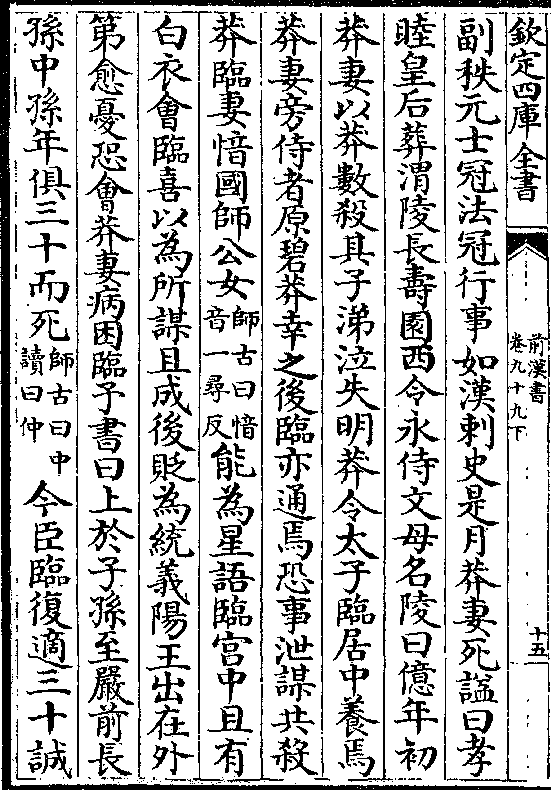 欽定四庫全書
前漢書
卷九十九下
十五
副秩元士冠法冠行事如漢刺史是月莽妻死諡曰孝
睦皇后葬渭陵長壽園西令永侍文母名陵曰億年初
莽妻以莽數殺其子涕泣失明莽令太子臨居中養焉
莽妻旁侍者原碧莽幸之後臨亦通焉恐事泄謀共殺
莽臨妻愔國師公女師古曰愔音一尋反能為星語臨宫中且有
白衣會臨喜以為所謀且成後貶為統義陽王出在外
第愈憂恐會莽妻病困臨予書曰上於子孫至嚴前長
孫中孫年俱三十而死師古曰中讀曰仲今臣臨復適三十誠